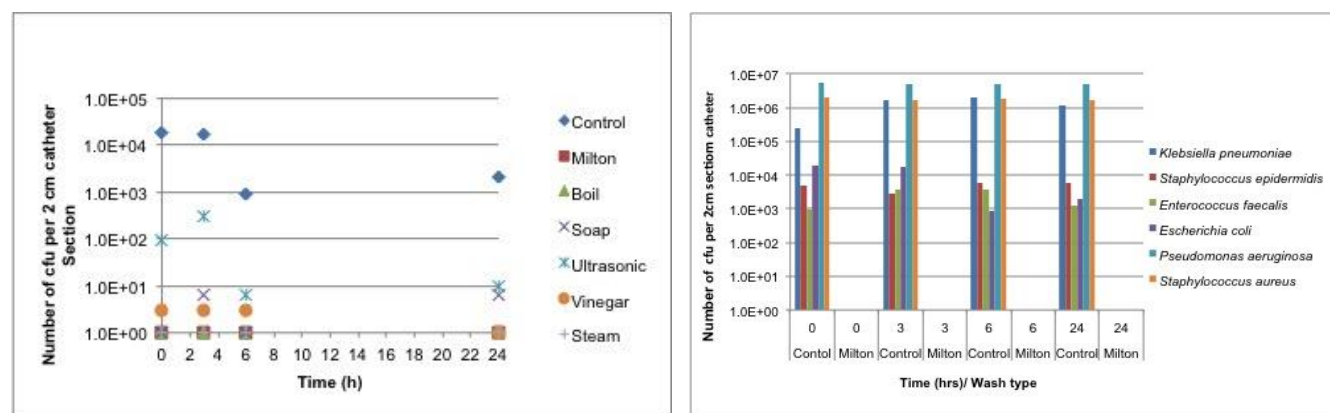 Number of cfu per 2 cm catheter
Section
1.0E+05
1.0E+04
1.0E+03
1.0E+02
1.0E+01
1.0E+00
0 2 4 6 8 10 12 14 16 18 20 22 24
Time (h)
Control
Milton
Boil
Soap
Ultrasonic
Vinegar
Steam
Number of cfu per 2cm sectiom catheter
1.0E+07
1.0E+06
1.0E+05
1.0E+04
1.0E+03
1.0E+02
1.0E+01
1.0E+00
0 0 3 3 6 6 24 24
Contol Milton Control Milton Control Milton Control Milton
Time (hrs)/ Wash type
Klebsiella pneumoniae
Staphylococcus epidermidis
Enterococcus faecalis
Escherichia coli
Pseudomonas aeruginosa
Staphylococcus aureus